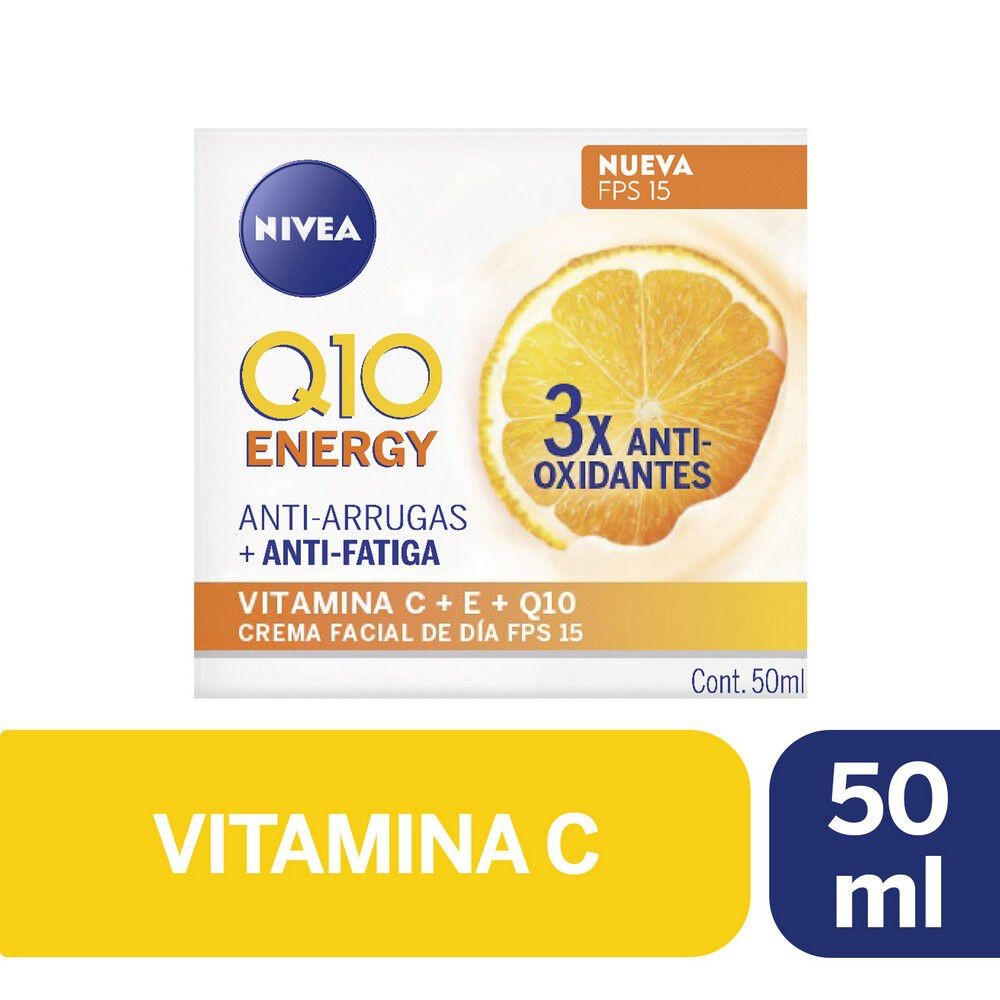 NUEVA
FPS 15
NIVEA
Q10
ENERGY
3x ANTI-
OXIDANTES
ANTI-ARRUGAS
+ ANTI-FATIGA
VITAMINA C + E + Q10
CREMA FACIAL DE DÍA FPS 15
Cont. 50ml
VITAMINA C
50
ml